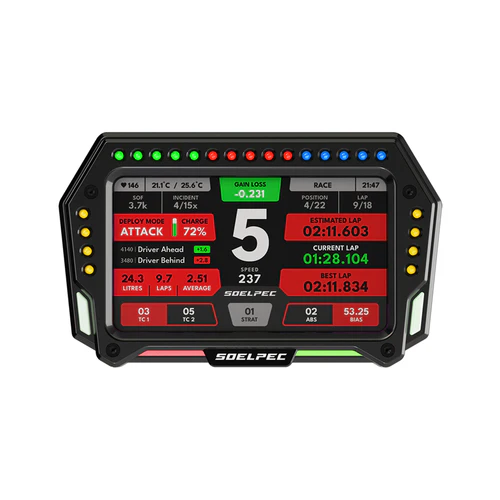 ♥146 21.1°C / 25.6°C GAIN LOSS RACE 21:47
-0.231
SOF INCIDENT POSITION LAP
3.7k 4/15x 4/22 9/18
DEPLOY MODE CHARGE
ATTACK 72%
5
ESTIMATED LAP
02:11.603
4140 Driver Ahead +1.6
3480 Driver Behind -2.8
CURRENT LAP
01:28.104
24.3 9.7 2.51
LITRES LAPS AVERAGE
SPEED
237
BEST LAP
02:11.834
SOELPEC
03 05 01 02 53.25
TC 1 TC 2 STRAT ABS BIAS
SOELPEC